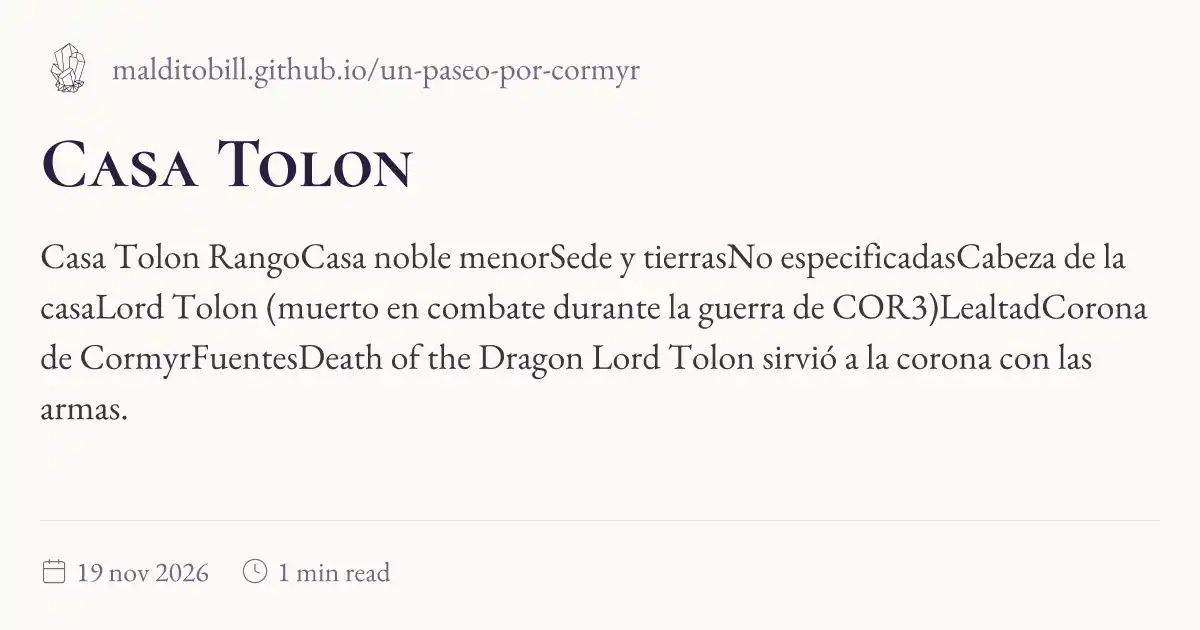 malditobill.github.io/un-paseo-por-cormyr
Casa Tolon
Casa Tolon RangoCasa noble menorSede y tierrasNo especificadasCabeza de la
casaLord Tolon (muerto en combate durante la guerra de COR3)LealtadCorona
de CormyrFuentesDeath of the Dragon Lord Tolon sirvió a la corona con las
armas.
19 nov 2026 1 min read